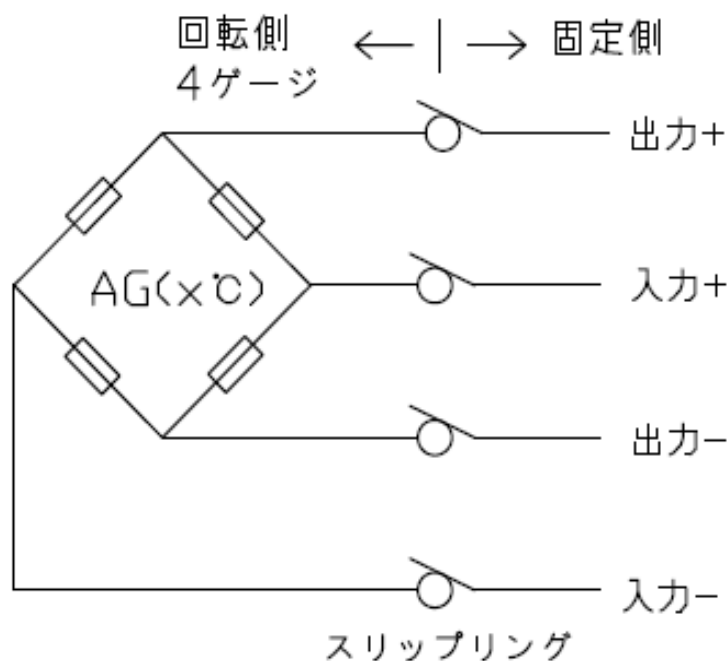 回転側
固定側
4ゲージ
出力+
AG(x℃)
入力+
出力-
入力-
スリップリング